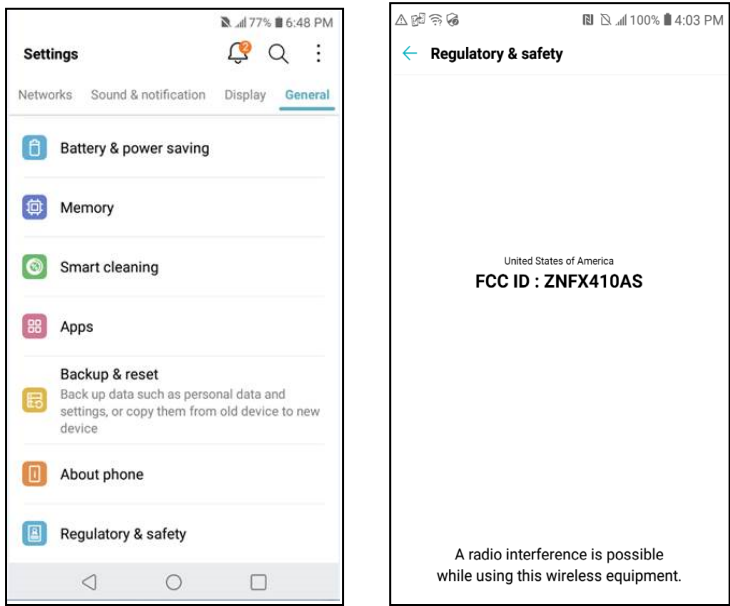 77% 6:48 PM
Settings
2
Networks Sound & notification Display General
Battery & power saving
Memory
Smart cleaning
Apps
Backup & reset
Back up data such as personal data and
settings, or copy them from old device to new
device
About phone
Regulatory & safety
100% 4:03 PM
Regulatory & safety
United States of America
FCC ID : ZNFX410AS
A radio interference is possible
while using this wireless equipment.